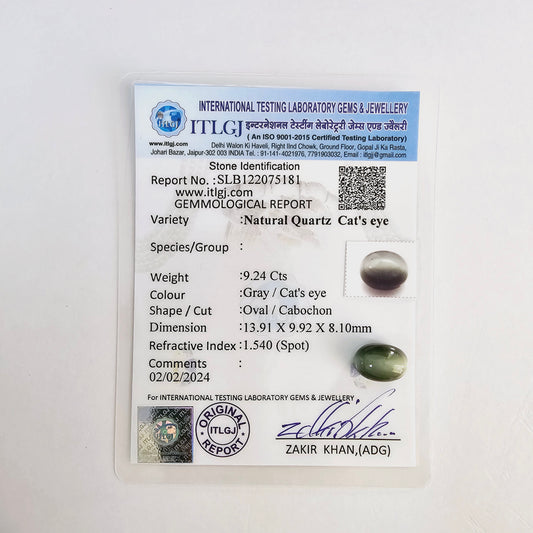 INTERNATIONAL TESTING LABORATORY GEMS & JEWELLERY
ITLGJ इन्टरनेशनल टेस्टींग लेबोरेट्री जेम्स एण्ड ज्वैलरी
( An ISO 9001-2015 Certified Testing Laboratory)
www.itlgj.com
Delhi Walon Ki Haveli, Right Iind Chowk, Ground Floor, Gopal Ji Ka Rasta,
Johari Bazar, Jaipur-302 003 INDIA Tel. : 91-141-4021976, 7791903032, Email : itlgj@gmail.com
Stone Identification
Report No. :SLB122075181
www.itlgj.com
GEMMOLOGICAL REPORT
Variety :Natural Quartz Cat's eye
Species/Group :
Weight :9.24 Cts
Colour :Gray / Cat's eye
Shape / Cut :Oval / Cabochon
Dimension :13.91 X 9.92 X 8.10mm
Refractive Index :1.540 (Spot)
Comments :
02/02/2024
For INTERNATIONAL TESTING LABORATORY GEMS & JEWELLERY
ORIGINAL
ITLGJ
REPORT
ZAKIR KHAN,(ADG)